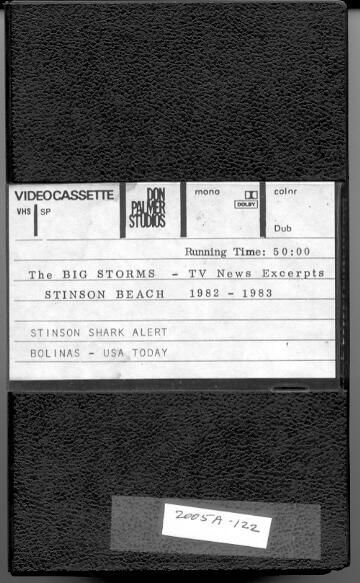 VIDEOCASSETTE
VHS SP
DON
PALMER
STUDIOS
mono
DOLBY
color
Dub
Running Time: 50:00
The BIG STORMS - TV News Excerpts
STINSON BEACH 1982 - 1983
STINSON SHARK ALERT
BOLINAS - USA TODAY
2005A-122